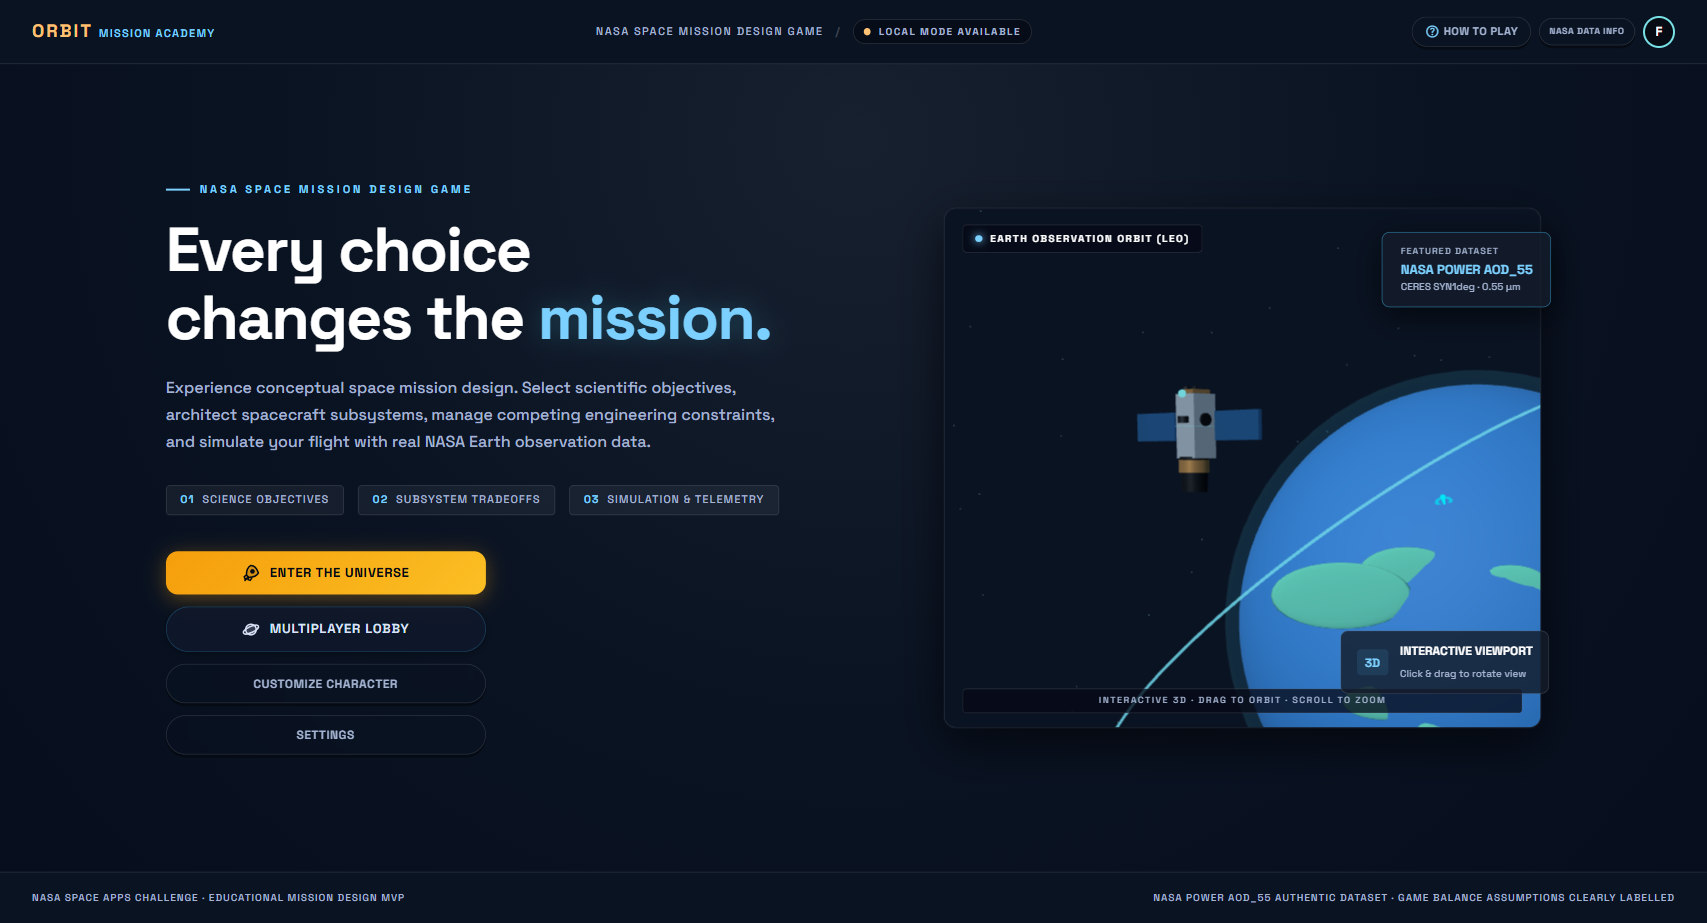 ORBIT MISSION ACADEMY
NASA SPACE MISSION DESIGN GAME / LOCAL MODE AVAILABLE
? HOW TO PLAY
NASA DATA INFO
F
NASA SPACE MISSION DESIGN GAME
Every choice
changes the mission.
Experience conceptual space mission design. Select scientific objectives,
architect spacecraft subsystems, manage competing engineering constraints,
and simulate your flight with real NASA Earth observation data.
01 SCIENCE OBJECTIVES
02 SUBSYSTEM TRADEOFFS
03 SIMULATION & TELEMETRY
ENTER THE UNIVERSE
MULTIPLAYER LOBBY
CUSTOMIZE CHARACTER
SETTINGS
EARTH OBSERVATION ORBIT (LEO)
FEATURED DATASET
NASA POWER AOD_55
CERES SYN1deg · 0.55 μm
3D
INTERACTIVE VIEWPORT
Click & drag to rotate view
INTERACTIVE 3D · DRAG TO ORBIT · SCROLL TO ZOOM
NASA SPACE APPS CHALLENGE · EDUCATIONAL MISSION DESIGN MVP
NASA POWER AOD_55 AUTHENTIC DATASET · GAME BALANCE ASSUMPTIONS CLEARLY LABELLED